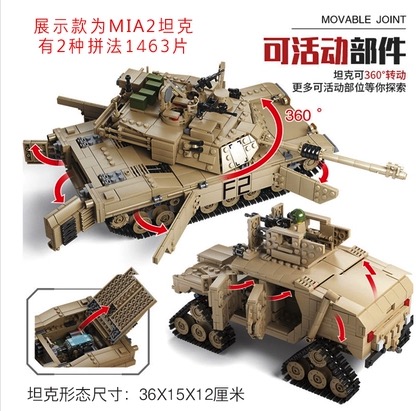 展示款为MIA2坦克
有2种拼法1463片
MOVABLE JOINT
可活动部件
坦克可360°转动
更多可活动部位等你探索
360°
F2
坦克形态尺寸：36X15X12厘米